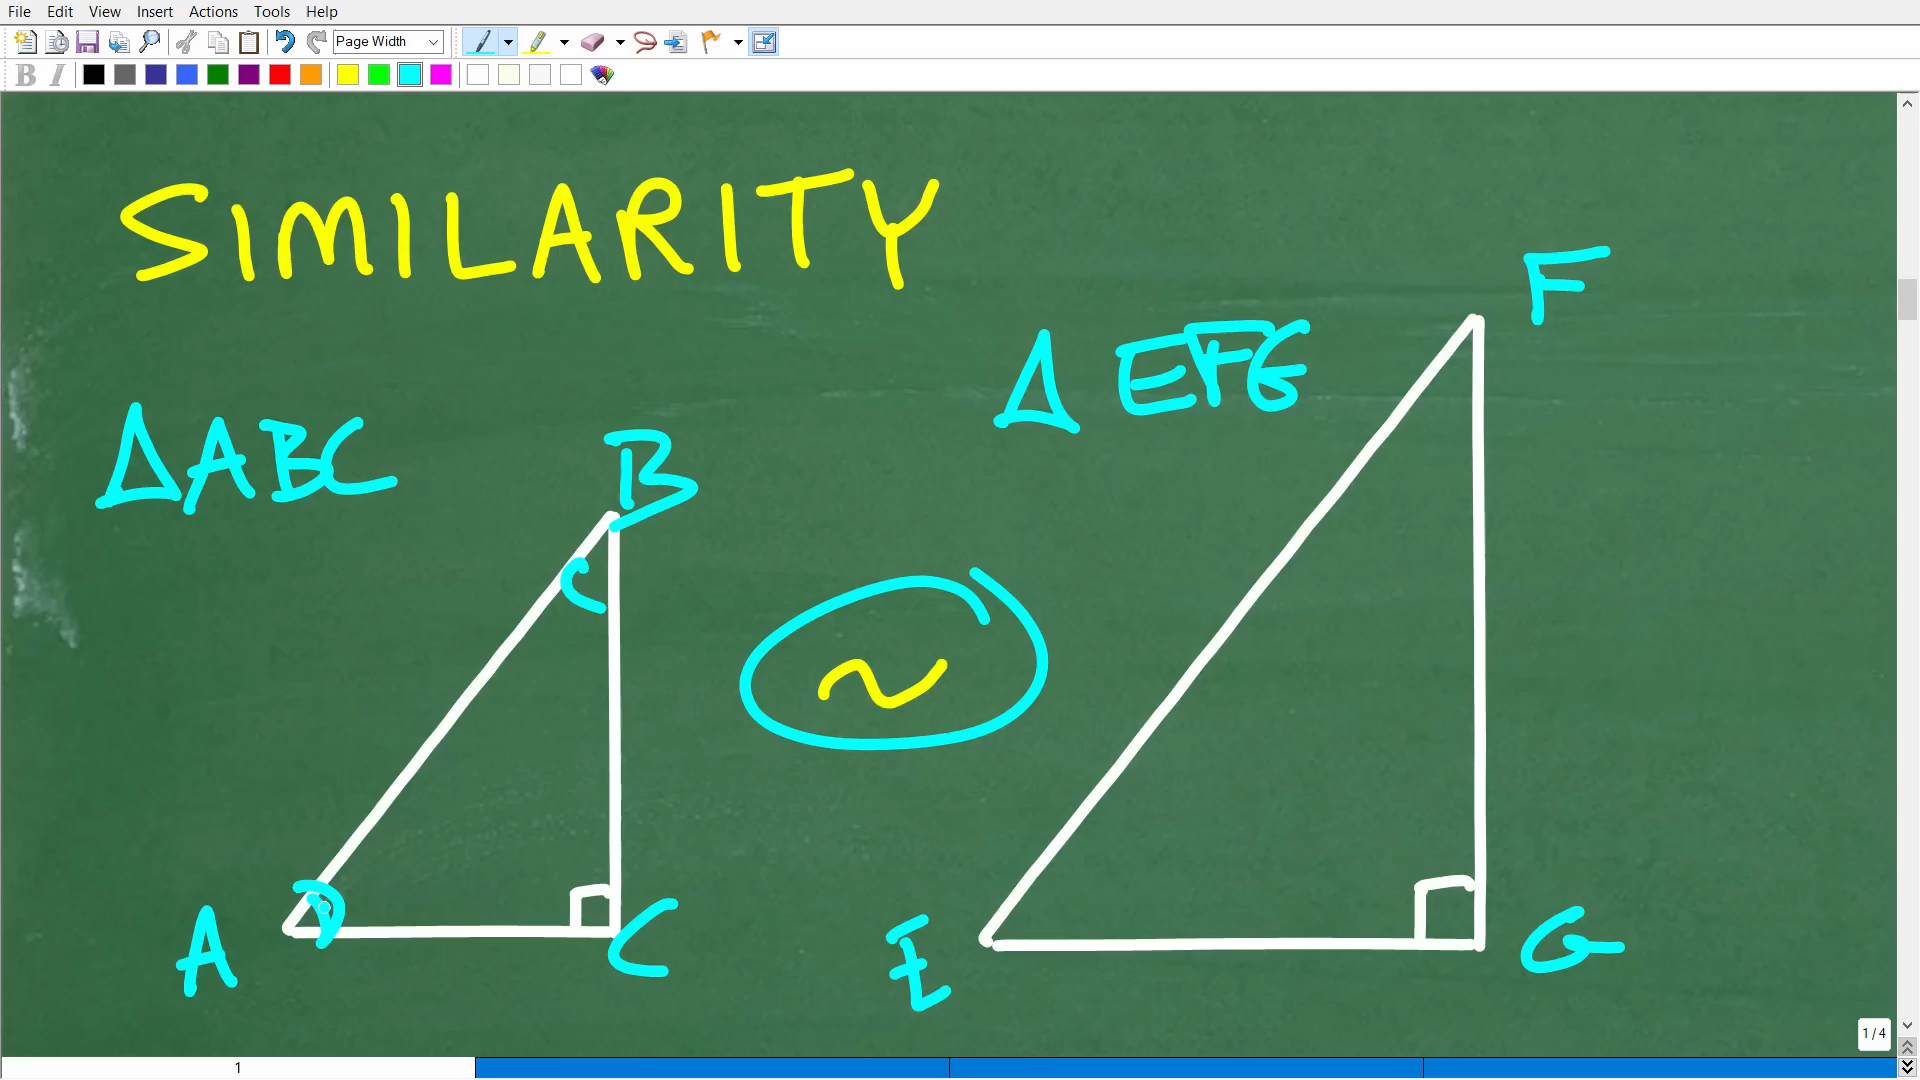 File Edit View Insert Actions Tools Help
Page Width
B I
SIMILARITY
F
Δ EFG
ΔABC
B
~
A
C
E
G
1 / 4
1